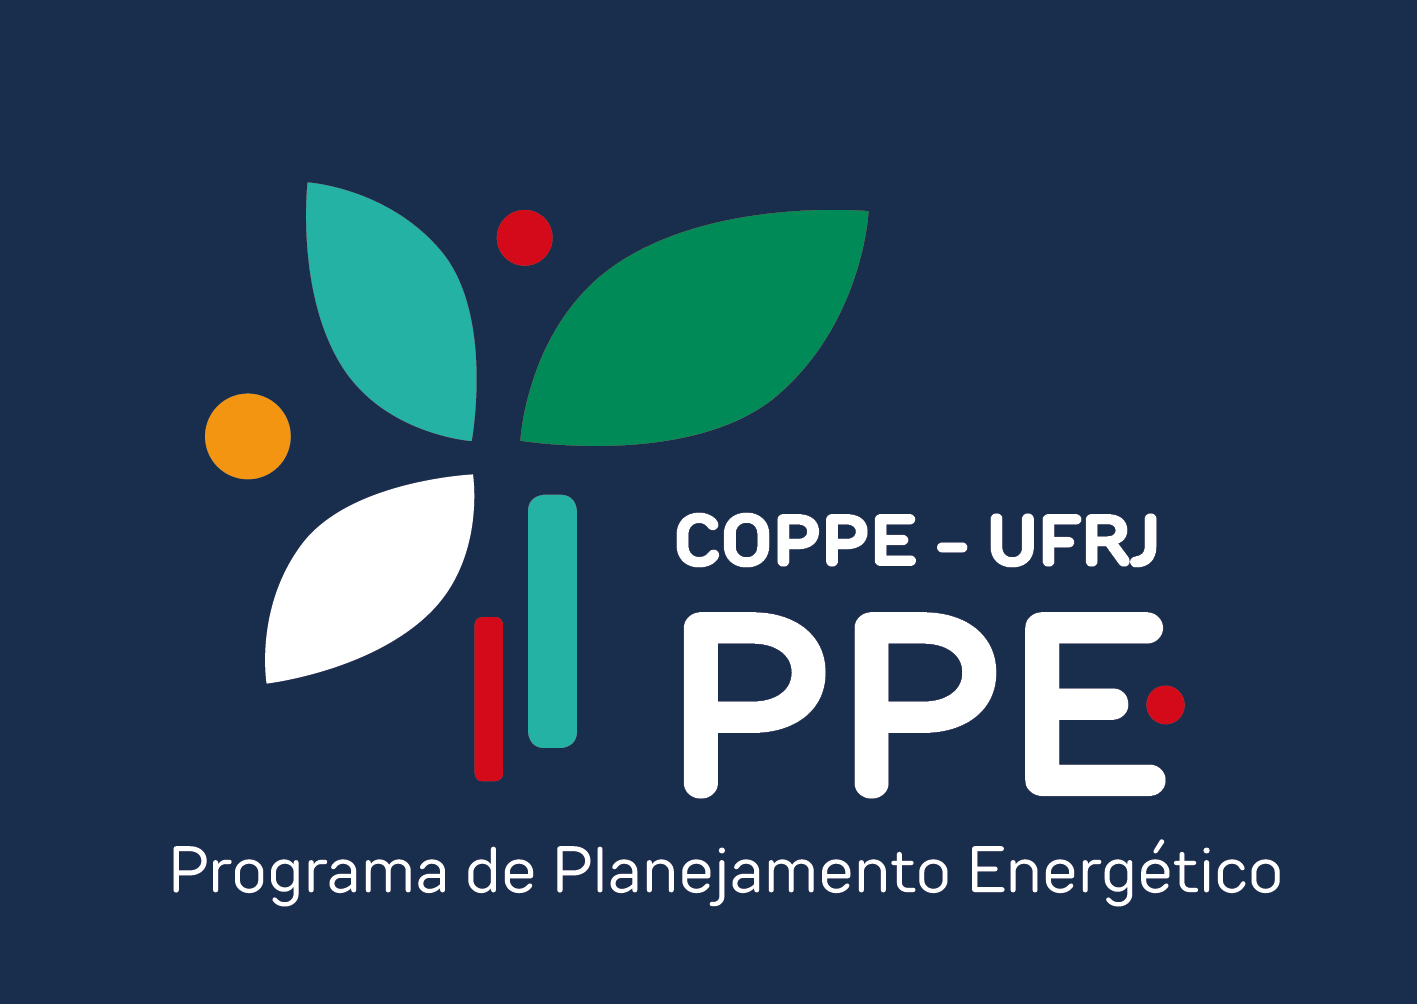 COPPE - UFRJ
PPE
Programa de Planejamento Energético